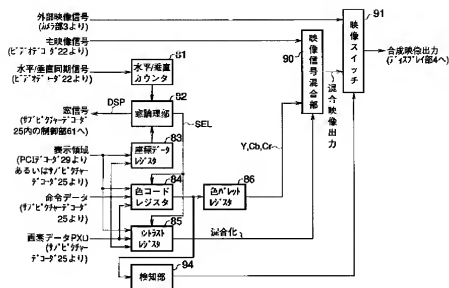 外部映像信号
(カメラ部3より)
主映像信号
(ビデオデコーダ22より)
水平/垂直同期信号
(ビデオデコーダ22より)
窓信号
(サブピクチャーデコーダ
25内の制御部61へ)
表示領域
(PCIデコーダ29より
あるいはサブピクチャー
デコーダ25より)
命令データ
(サブピクチャーデコーダ
25より)
画素データPXD
(サブピクチャー
デコーダ25より)
81
水平/垂直
カウンタ
DSP
82
窓論理部
SEL
83
座標データ
レジスタ
84
色コード
レジスタ
85
コントラスト
レジスタ
86
色パレット
レジスタ
Y,Cb,Cr
混合化
94
検知部
90
映像信号混合部
混合映像出力
91
映像スイッチ
合成映像出力
(ディスプレイ部4へ)